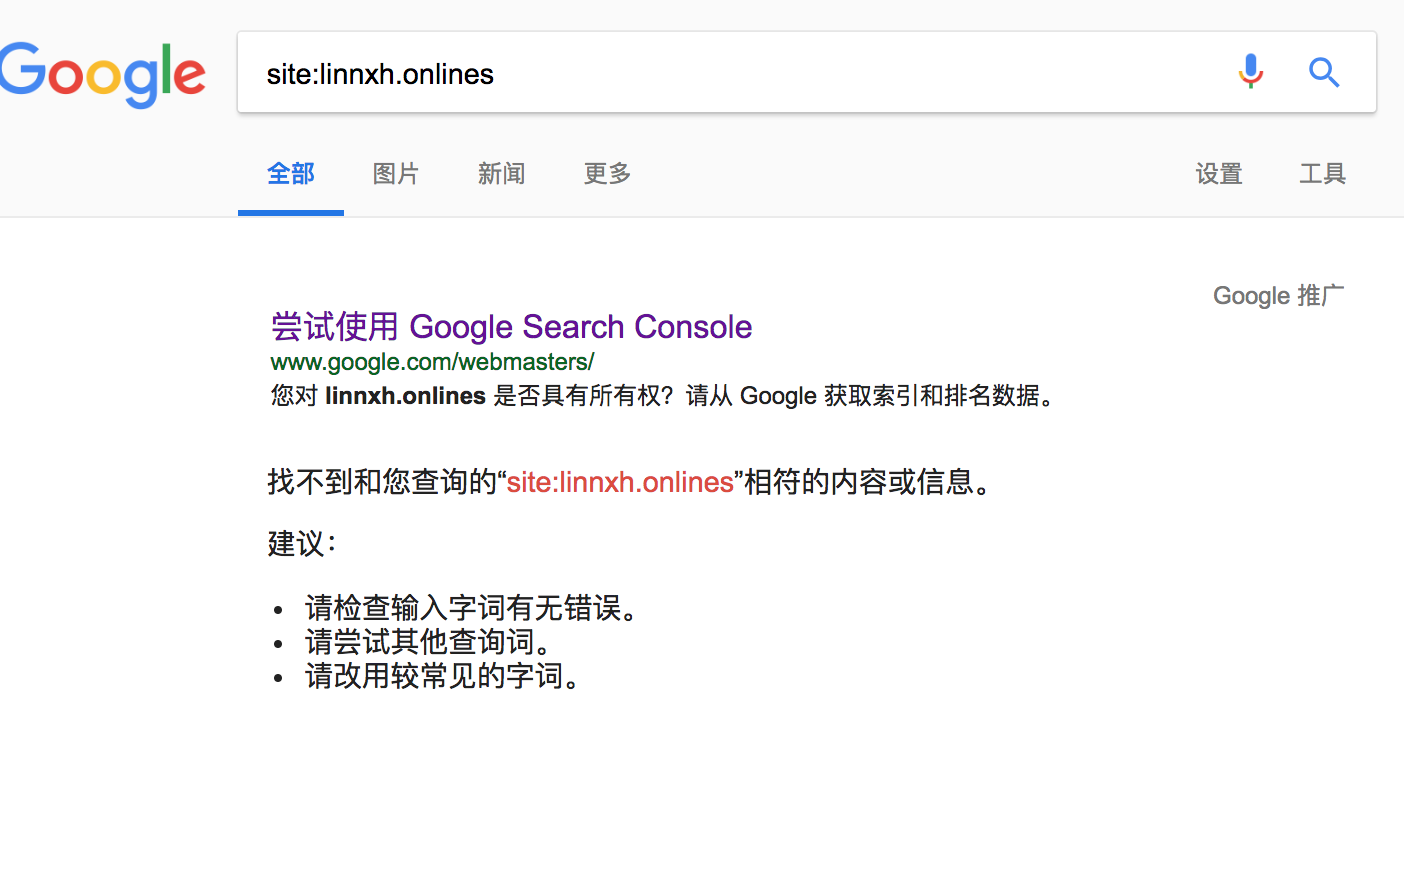 Google
site:linnxh.onlines
全部 图片 新闻 更多 设置 工具
Google 推广
尝试使用 Google Search Console
www.google.com/webmasters/
您对 linnxh.onlines 是否具有所有权？请从 Google 获取索引和排名数据。
找不到和您查询的“site:linnxh.onlines”相符的内容或信息。
建议：
• 请检查输入字词有无错误。
• 请尝试其他查询词。
• 请改用较常见的字词。